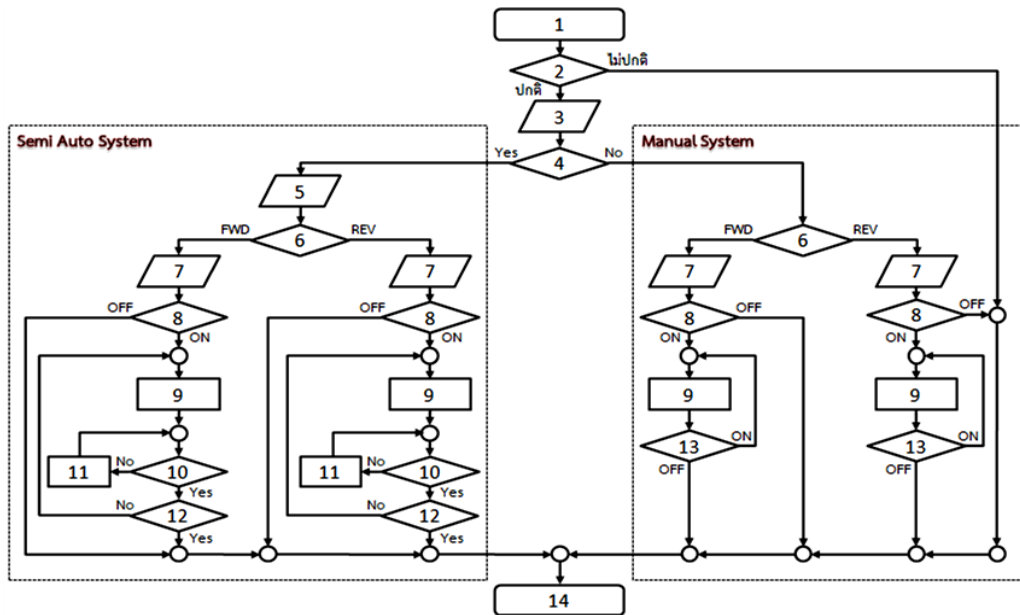 1
2
ไม่ปกติ
ปกติ
3
Semi Auto System
Manual System
Yes
4
No
5
FWD
6
REV
FWD
6
REV
7
7
7
7
OFF
8
OFF
8
8
OFF
8
OFF
ON
ON
ON
ON
9
9
9
9
13
ON
13
ON
11
No
10
11
No
10
OFF
OFF
Yes
Yes
No
12
No
12
Yes
Yes
14